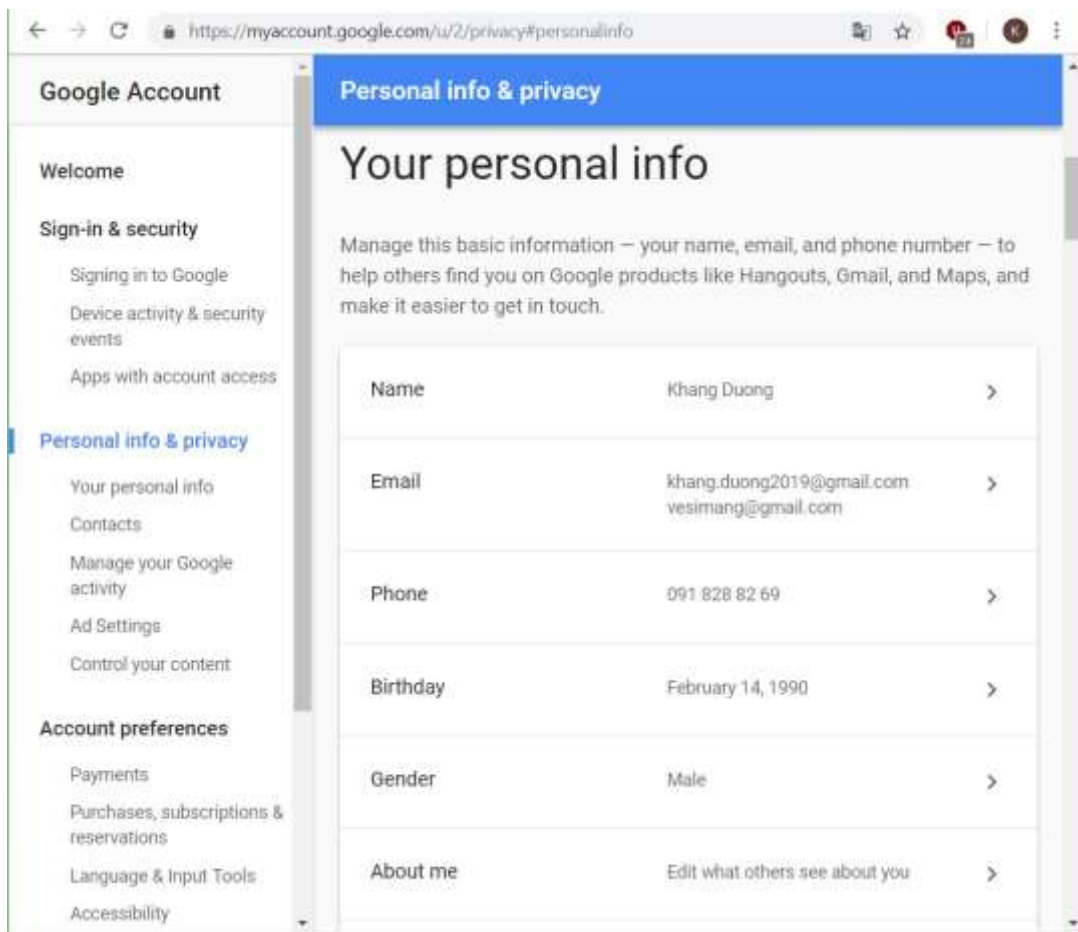 https://myaccount.google.com/u/2/privacy#personalinfo
K
Google Account
Welcome
Sign-in & security
Signing in to Google
Device activity & security
events
Apps with account access
Personal info & privacy
Your personal info
Contacts
Manage your Google
activity
Ad Settings
Control your content
Account preferences
Payments
Purchases, subscriptions &
reservations
Language & Input Tools
Accessibility
Personal info & privacy
Your personal info
Manage this basic information — your name, email, and phone number — to
help others find you on Google products like Hangouts, Gmail, and Maps, and
make it easier to get in touch.
Name Khang Duong
Email khang.duong2019@gmail.com
vesimang@gmail.com
Phone 091 828 82 69
Birthday February 14, 1990
Gender Male
About me Edit what others see about you